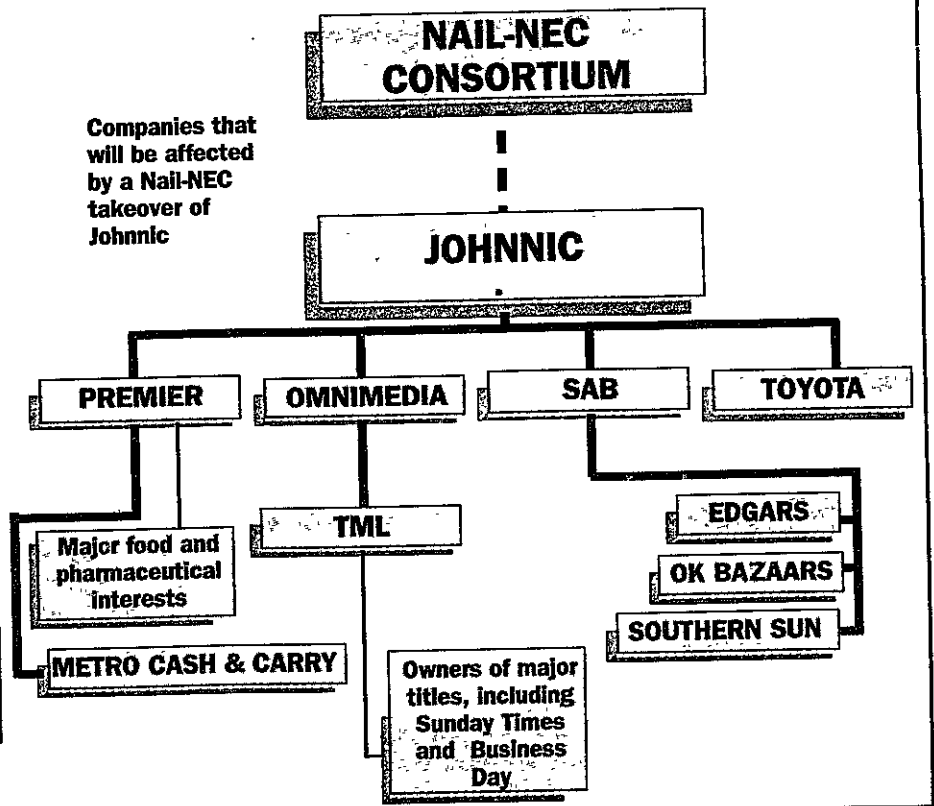 NAIL-NEC
CONSORTIUM
Companies that
will be affected
by a Nail-NEC
takeover of
Johnnic
JOHNNIC
PREMIER
OMNIMEDIA
SAB
TOYOTA
Major food and
pharmaceutical
interests
METRO CASH & CARRY
TML
Owners of major
titles, including
Sunday Times
and Business
Day
EDGARS
OK BAZAARS
SOUTHERN SUN